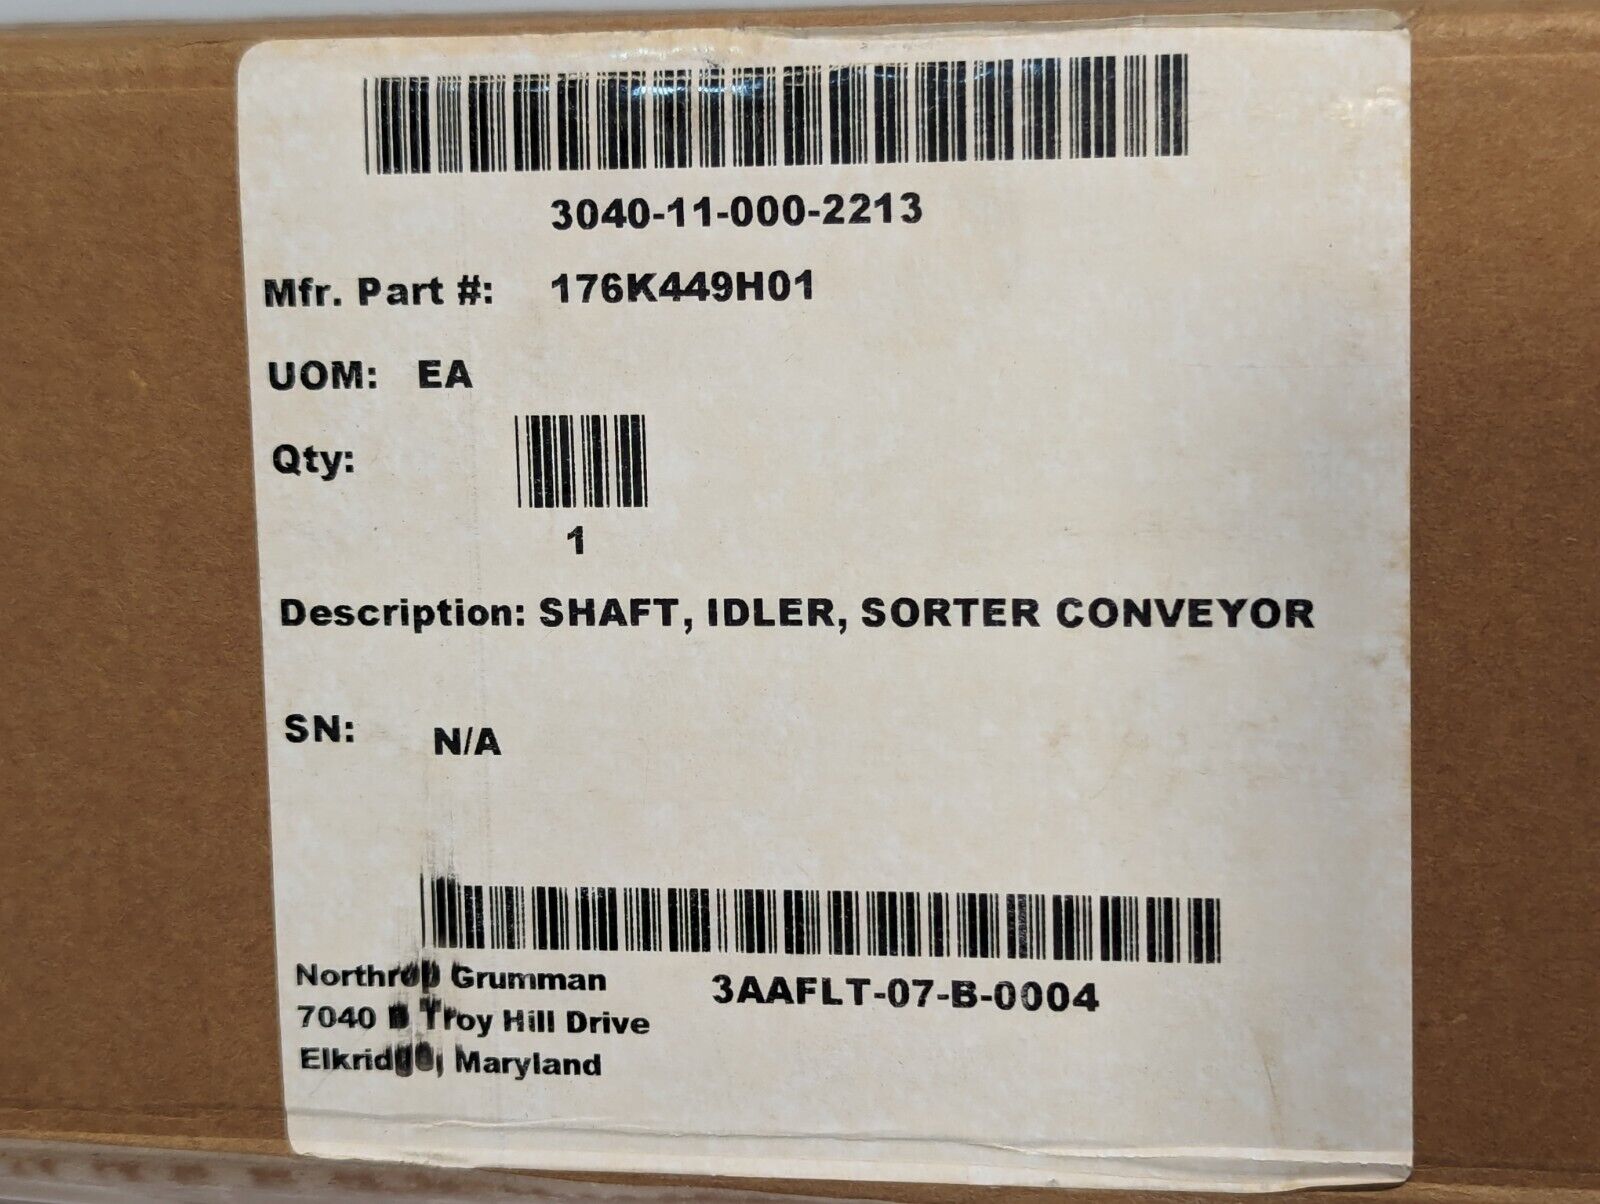 3040-11-000-2213
Mfr. Part #: 176K449H01
UOM: EA
Qty:
1
Description: SHAFT, IDLER, SORTER CONVEYOR
SN: N/A
3AAFLT-07-B-0004
Northrop Grumman
7040 Troy Hill Drive
Elkridge, Maryland